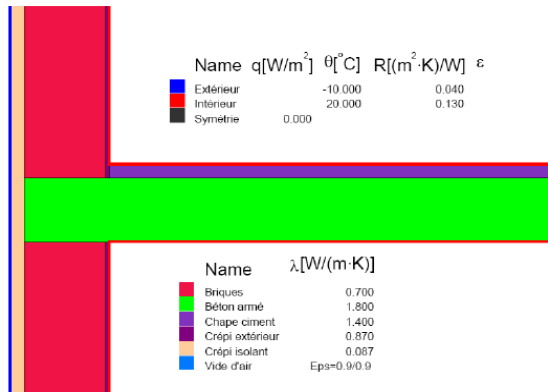 Name q[W/m²] θ[°C] R[(m²·K)/W] ε
Extérieur -10.000 0.040
Intérieur 20.000 0.130
Symétrie 0.000
Name λ[W/(m·K)]
Briques 0.700
Béton armé 1.800
Chape ciment 1.400
Crépi extérieur 0.870
Crépi isolant 0.087
Vide d'air Eps=0.9/0.9